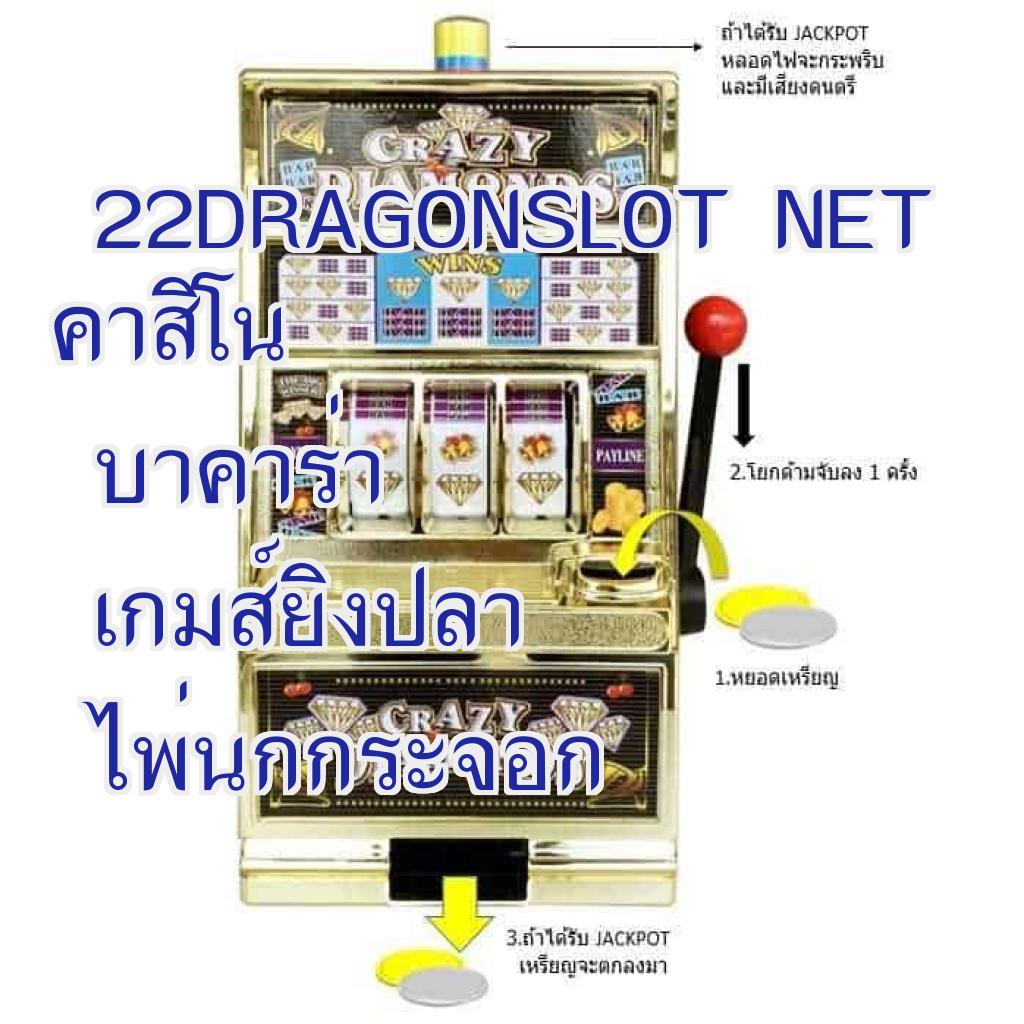 ถ้าได้รับ JACKPOT
หลอดไฟจะกระพริบ
และมีเสียงดนตรี
CRAZY
DIAMONDS
22DRAGONSLOT NET
WINS
คาสิโน
บาคาร่า
PAYLINE
2.โยกด้ามจับลง 1 ครั้ง
เกมส์ยิงปลา
1.หยอดเหรียญ
CRAZY
ไพ่นกกระจอก
3.ถ้าได้รับ JACKPOT
เหรียญจะตกลงมา